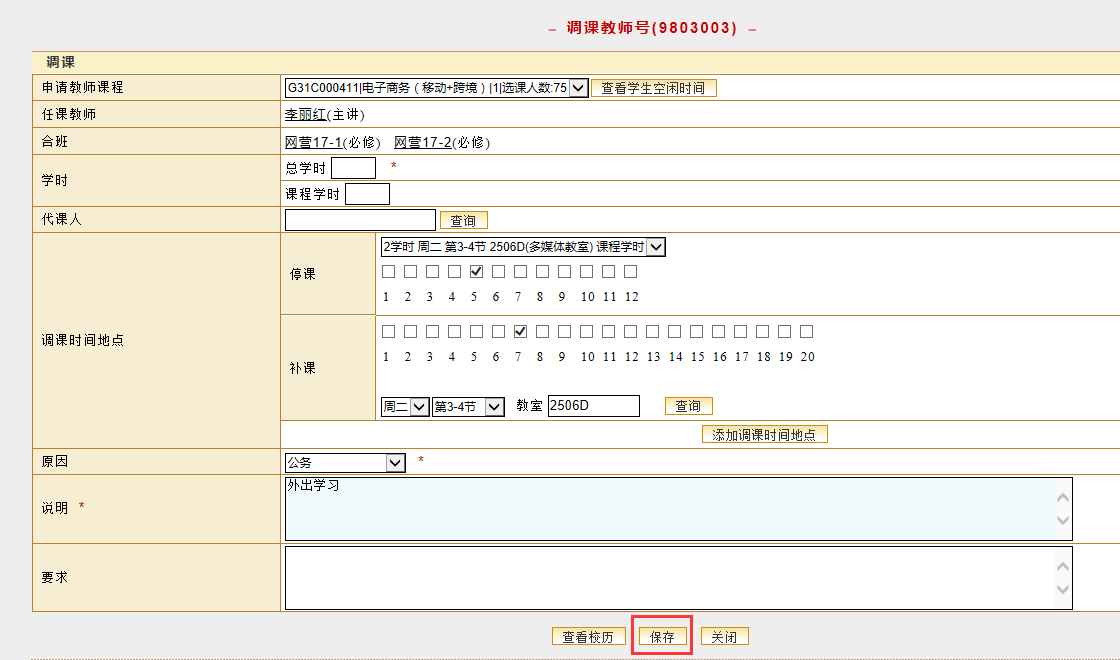 – 调课教师号(9803003) –
调课
申请教师课程 G31C000411|电子商务（移动+跨境）|1|选课人数:75 查看学生空闲时间
任课教师 李丽红(主讲)
合班 网营17-1(必修) 网营17-2(必修)
学时
总学时 *
课程学时
代课人 查询
调课时间地点
停课
2学时 周二 第3-4节 2506D(多媒体教室) 课程学时
1 2 3 4 5 6 7 8 9 10 11 12
补课
1 2 3 4 5 6 7 8 9 10 11 12 13 14 15 16 17 18 19 20
周二 第3-4节 教室 2506D 查询
添加调课时间地点
原因 公务 *
说明 * 外出学习
要求
查看校历 保存 关闭